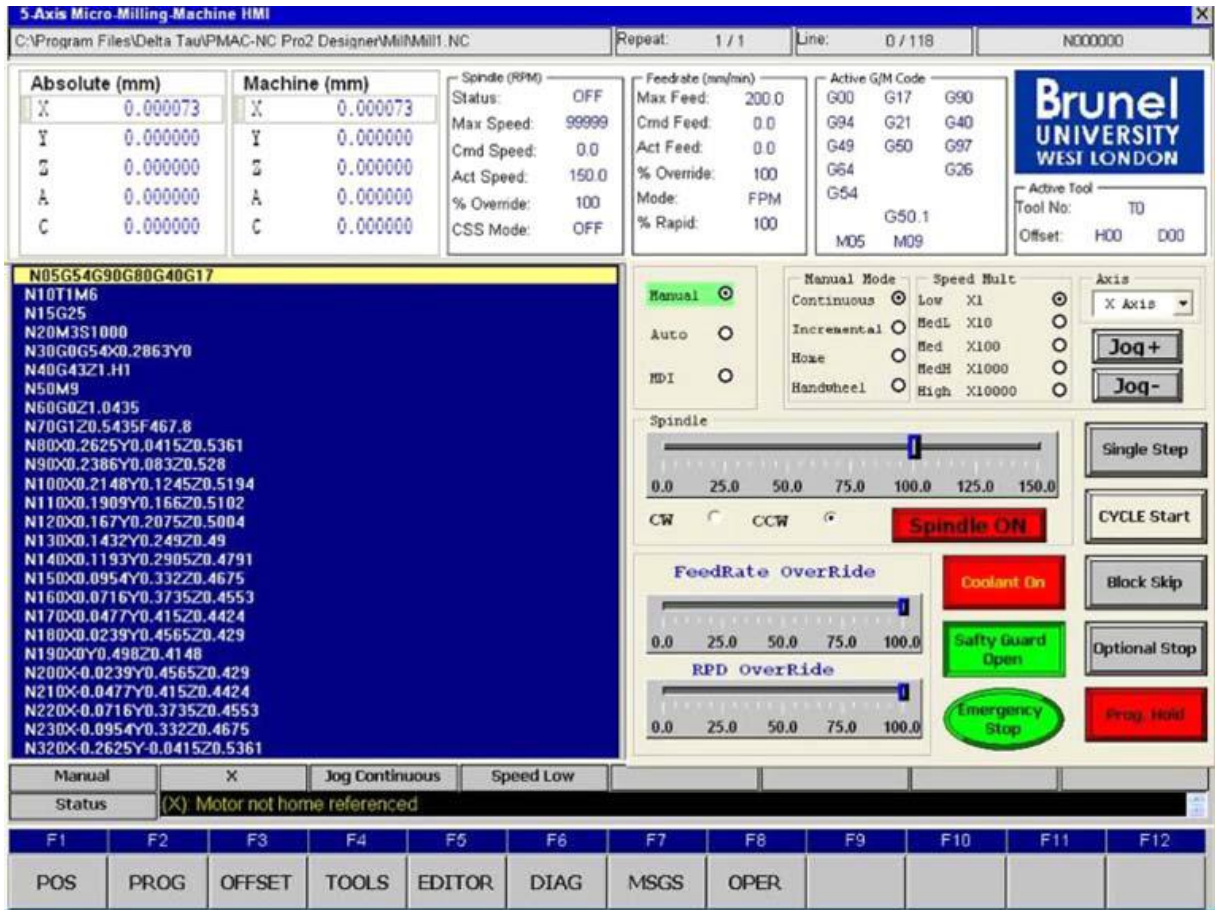 5-Axis Micro-Milling-Machine HMI X
C:\Program Files\Delta Tau\PMAC-NC Pro2 Designer\Mill\Mill1.NC Repeat: 1 / 1 Line: 0 / 118 N000000
Absolute (mm)
X 0.000073
Y 0.000000
Z 0.000000
A 0.000000
C 0.000000
Machine (mm)
X 0.000073
Y 0.000000
Z 0.000000
A 0.000000
C 0.000000
Spindle (RPM)
Status: OFF
Max Speed: 99999
Cmd Speed: 0.0
Act Speed: 150.0
% Override: 100
CSS Mode: OFF
Feedrate (mm/min)
Max Feed: 200.0
Cmd Feed: 0.0
Act Feed: 0.0
% Override: 100
Mode: FPM
% Rapid: 100
Active G/M Code
G00 G17 G90
G94 G21 G40
G49 G50 G97
G64 G26
G54
G50.1
M05 M09
Brunel
UNIVERSITY
WEST LONDON
Active Tool
Tool No: T0
Offset: H00 D00
N05G54G90G80G40G17
N10T1M6
N15G25
N20M3S1000
N30G0G54X0.2863Y0
N40G43Z1.H1
N50M9
N60G0Z1.0435
N70G1Z0.5435F467.8
N80X0.2625Y0.0415Z0.5361
N90X0.2386Y0.083Z0.528
N100X0.2148Y0.1245Z0.5194
N110X0.1909Y0.166Z0.5102
N120X0.167Y0.2075Z0.5004
N130X0.1432Y0.249Z0.49
N140X0.1193Y0.2905Z0.4791
N150X0.0954Y0.332Z0.4675
N160X0.0716Y0.3735Z0.4553
N170X0.0477Y0.415Z0.4424
N180X0.0239Y0.4565Z0.429
N190X0Y0.498Z0.4148
N200X-0.0239Y0.4565Z0.429
N210X-0.0477Y0.415Z0.4424
N220X-0.0716Y0.3735Z0.4553
N230X-0.0954Y0.332Z0.4675
N320X-0.2625Y-0.0415Z0.5361
Manual
Auto
MDI
Manual Mode
Continuous
Incremental
Home
Handwheel
Speed Mult
Low X1
MedL X10
Med X100
MedH X1000
High X10000
Axis
X Axis
Jog+
Jog-
Spindle
0.0 25.0 50.0 75.0 100.0 125.0 150.0
CW CCW Spindle ON
Single Step
CYCLE Start
FeedRate OverRide
0.0 25.0 50.0 75.0 100.0
RPD OverRide
0.0 25.0 50.0 75.0 100.0
Coolant On
Safty Guard
Open
Emergency
Stop
Block Skip
Optional Stop
Prog. Hold
Manual X Jog Continuous Speed Low
Status (X): Motor not home referenced
F1 F2 F3 F4 F5 F6 F7 F8 F9 F10 F11 F12
POS PROG OFFSET TOOLS EDITOR DIAG MSGS OPER